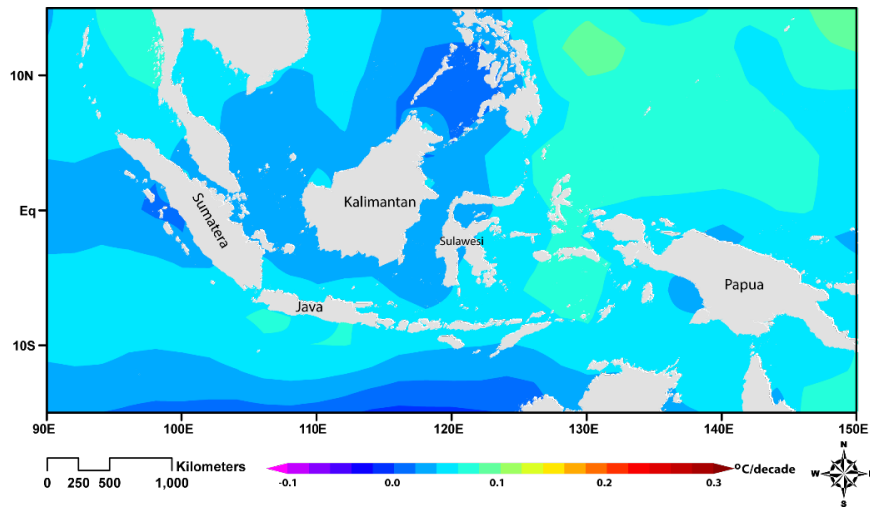 10N
Eq
10S
90E
100E
110E
120E
130E
140E
150E
Sumatera
Kalimantan
Sulawesi
Java
Papua
Kilometers
0 250 500 1,000
°C/decade
-0.1 0.0 0.1 0.2 0.3
N
W
S